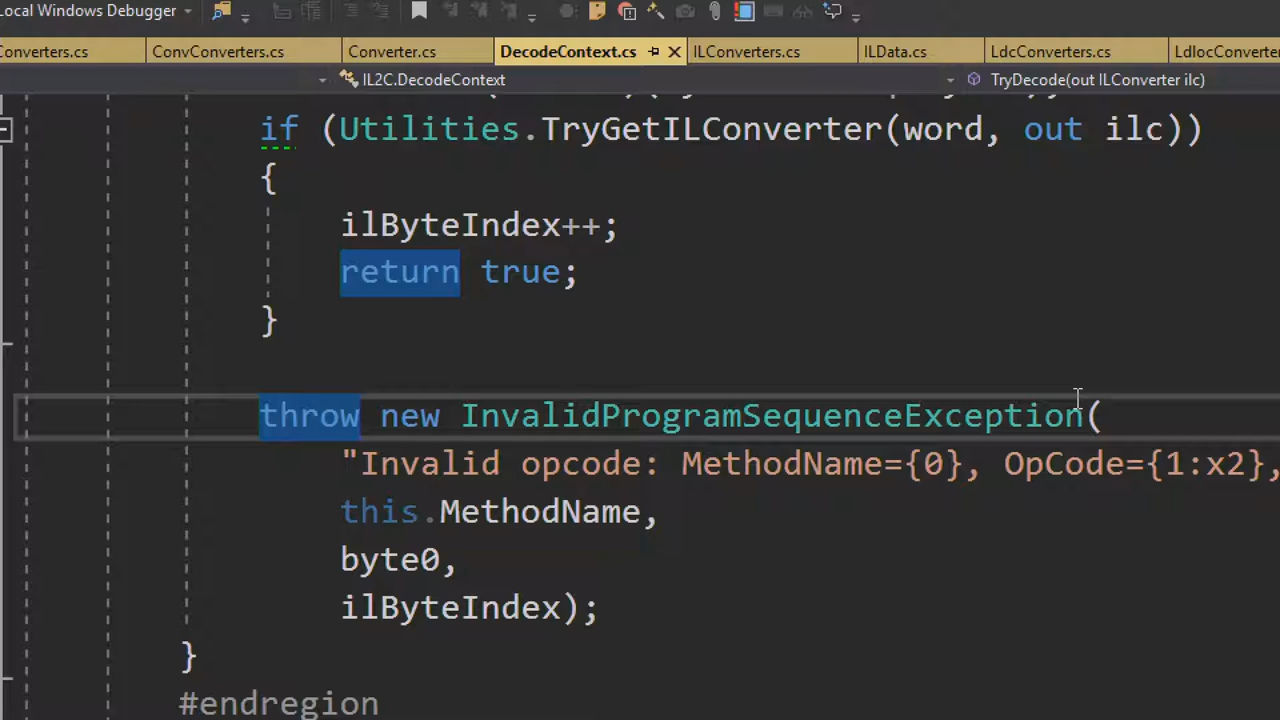 Local Windows Debugger
Converters.cs ConvConverters.cs Converter.cs DecodeContext.cs ILConverters.cs ILData.cs LdcConverters.cs LdlocConverter
IL2C.DecodeContext TryDecode(out ILConverter ilc)
if (Utilities.TryGetILConverter(word, out ilc))
{
ilByteIndex++;
return true;
}
throw new InvalidProgramSequenceException(
"Invalid opcode: MethodName={0}, OpCode={1:x2},
this.MethodName,
byte0,
ilByteIndex);
}
#endregion